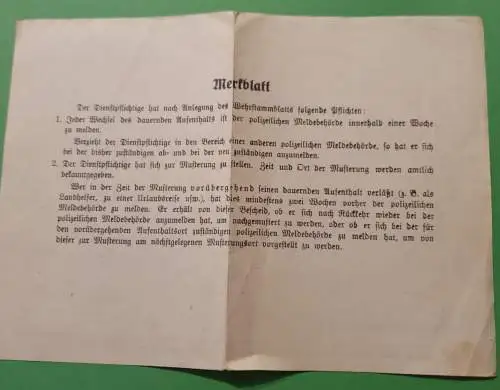 Merkblatt
Der Dienstpflichtige hat nach Anlegung des Wehrstammblatts folgende Pflichten:
1. Jeder Wechsel des dauernden Aufenthalts ist der polizeilichen Meldebehörde innerhalb einer Woche
zu melden.
Verzieht der Dienstpflichtige in den Bereich einer anderen polizeilichen Meldebehörde, so hat er sich
bei der bisher zuständigen ab- und bei der neu zuständigen anzumelden.
2. Der Dienstpflichtige hat sich zur Musterung zu stellen. Zeit und Ort der Musterung werden amtlich
bekanntgegeben.
Wer in der Zeit der Musterung vorübergehend seinen dauernden Aufenthalt verläßt (z. B. als
Landhelfer, zu einer Urlaubsreise usw.), hat dies mindestens zwei Wochen vorher der polizeilichen
Meldebehörde zu melden. Er erhält von dieser Bescheid, ob er sich nach Rückkehr wieder bei der
polizeilichen Meldebehörde anzumelden hat, um nachgemustert zu werden, oder ob er sich bei der für
den vorübergehenden Aufenthaltsort zuständigen polizeilichen Meldebehörde zu melden hat, um von
dieser zur Musterung am nächstgelegenen Musterungsort vorgestellt zu werden.